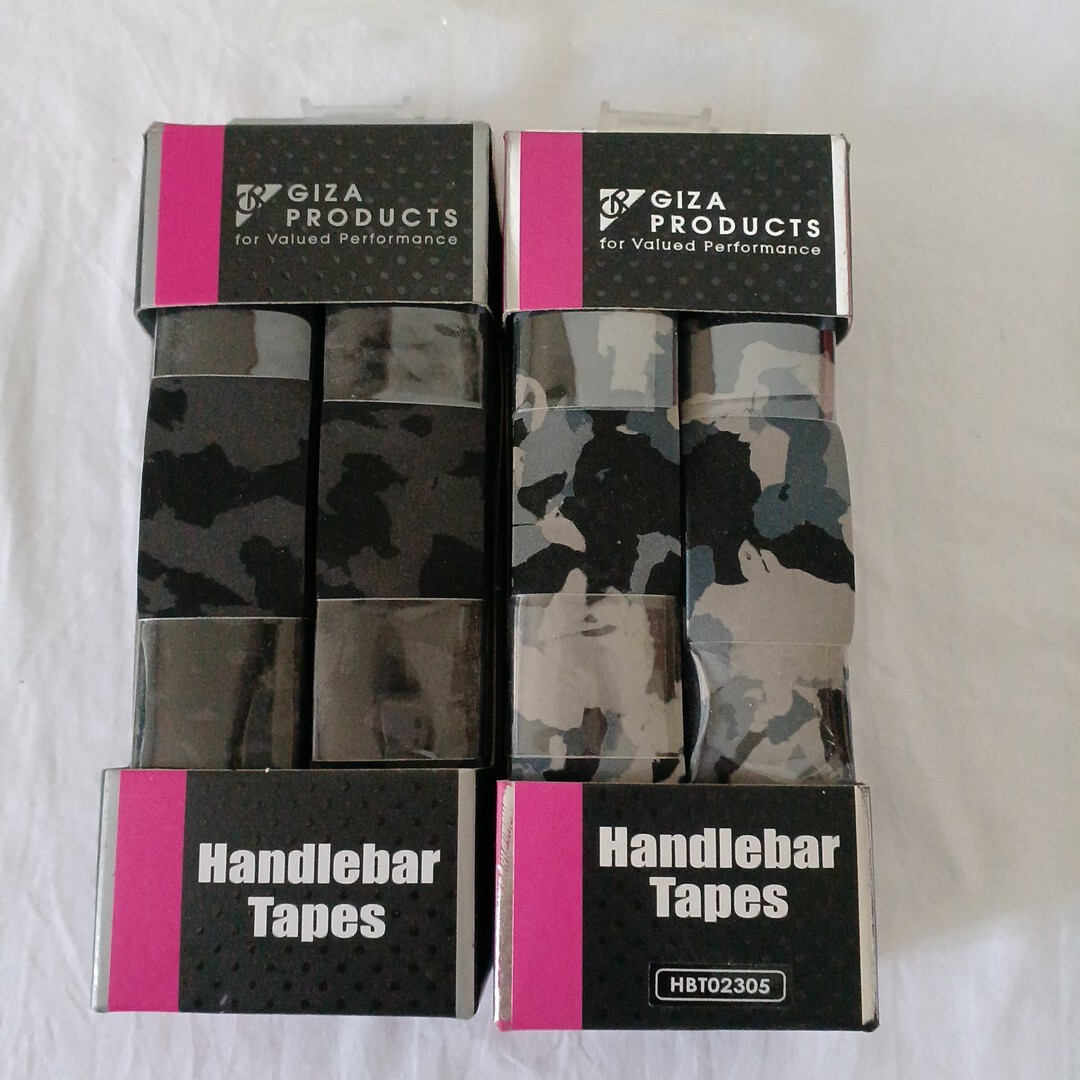 GIZA
PRODUCTS
for Valued Performance
Handlebar
Tapes
GIZA
PRODUCTS
for Valued Performance
Handlebar
Tapes
HBT02305